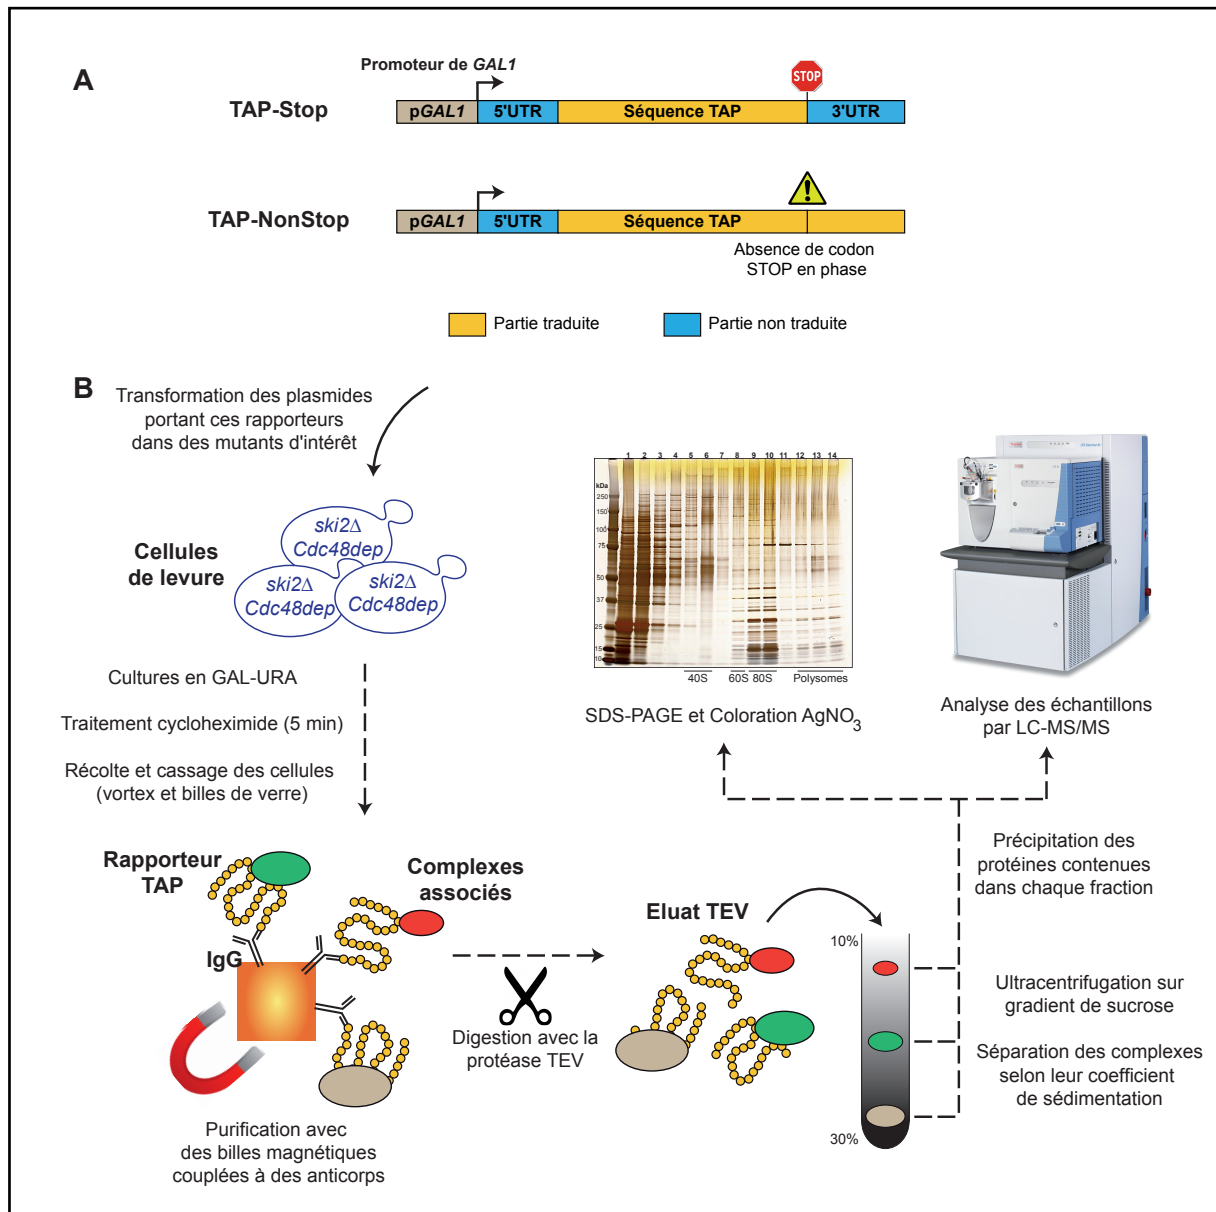 A
Promoteur de GAL1
STOP
TAP-Stop
pGAL1
5'UTR
Séquence TAP
3'UTR
TAP-NonStop
pGAL1
5'UTR
Séquence TAP
Absence de codon
STOP en phase
Partie traduite
Partie non traduite
B
Transformation des plasmides
portant ces rapporteurs
dans des mutants d'intérêt
Cellules
de levure
ski2Δ
Cdc48dep
ski2Δ
Cdc48dep
ski2Δ
Cdc48dep
Cultures en GAL-URA
Traitement cycloheximide (5 min)
Récolte et cassage des cellules
(vortex et billes de verre)
1 2 3 4 5 6 7 8 9 10 11 12 13 14
kDa
250
150
100
75
50
37
25
15
10
40S
60S
80S
Polysomes
SDS-PAGE et Coloration AgNO3
Analyse des échantillons
par LC-MS/MS
Rapporteur
TAP
Complexes
associés
IgG
Purification avec
des billes magnétiques
couplées à des anticorps
Digestion avec la
protéase TEV
Eluat TEV
10%
30%
Précipitation des
protéines contenues
dans chaque fraction
Ultracentrifugation sur
gradient de sucrose
Séparation des complexes
selon leur coefficient
de sédimentation